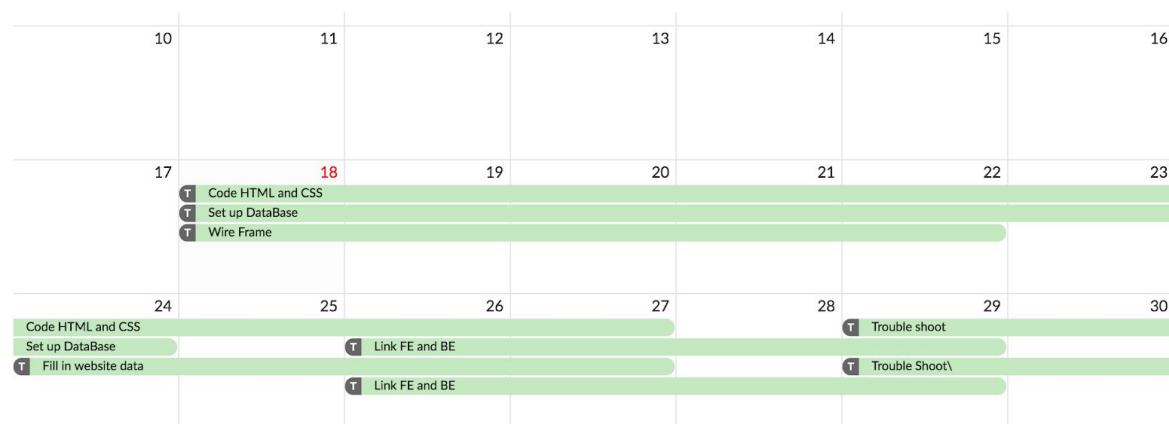 10 11 12 13 14 15 16
17 18 19 20 21 22 23
T Code HTML and CSS
T Set up DataBase
T Wire Frame
24 25 26 27 28 29 30
Code HTML and CSS T Trouble shoot
Set up DataBase T Link FE and BE
T Fill in website data T Trouble Shoot\
T Link FE and BE